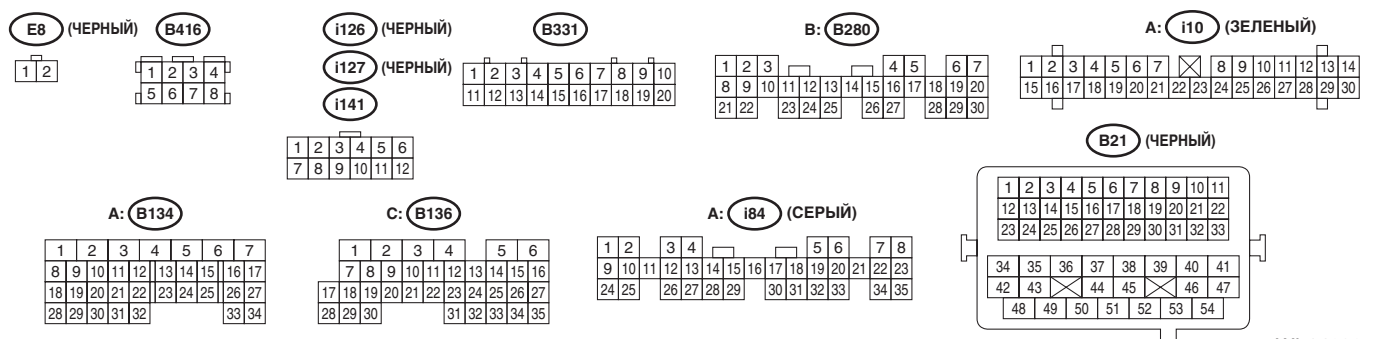 E8 (ЧЕРНЫЙ)
1 2
B416
1 2 3 4
5 6 7 8
i126 (ЧЕРНЫЙ)
i127 (ЧЕРНЫЙ)
i141
1 2 3 4 5 6
7 8 9 10 11 12
B331
1 2 3 4 5 6 7 8 9 10
11 12 13 14 15 16 17 18 19 20
B: B280
1 2 3 4 5 6 7
8 9 10 11 12 13 14 15 16 17 18 19 20
21 22 23 24 25 26 27 28 29 30
A: i10 (ЗЕЛЕНЫЙ)
1 2 3 4 5 6 7 8 9 10 11 12 13 14
15 16 17 18 19 20 21 22 23 24 25 26 27 28 29 30
A: B134
1 2 3 4 5 6 7
8 9 10 11 12 13 14 15 16 17
18 19 20 21 22 23 24 25 26 27
28 29 30 31 32 33 34
C: B136
1 2 3 4 5 6
7 8 9 10 11 12 13 14 15 16
17 18 19 20 21 22 23 24 25 26 27
28 29 30 31 32 33 34 35
A: i84 (СЕРЫЙ)
1 2 3 4 5 6 7 8
9 10 11 12 13 14 15 16 17 18 19 20 21 22 23
24 25 26 27 28 29 30 31 32 33 34 35
B21 (ЧЕРНЫЙ)
1 2 3 4 5 6 7 8 9 10 11
12 13 14 15 16 17 18 19 20 21 22
23 24 25 26 27 28 29 30 31 32 33
34 35 36 37 38 39 40 41
42 43 44 45 46 47
48 49 50 51 52 53 54